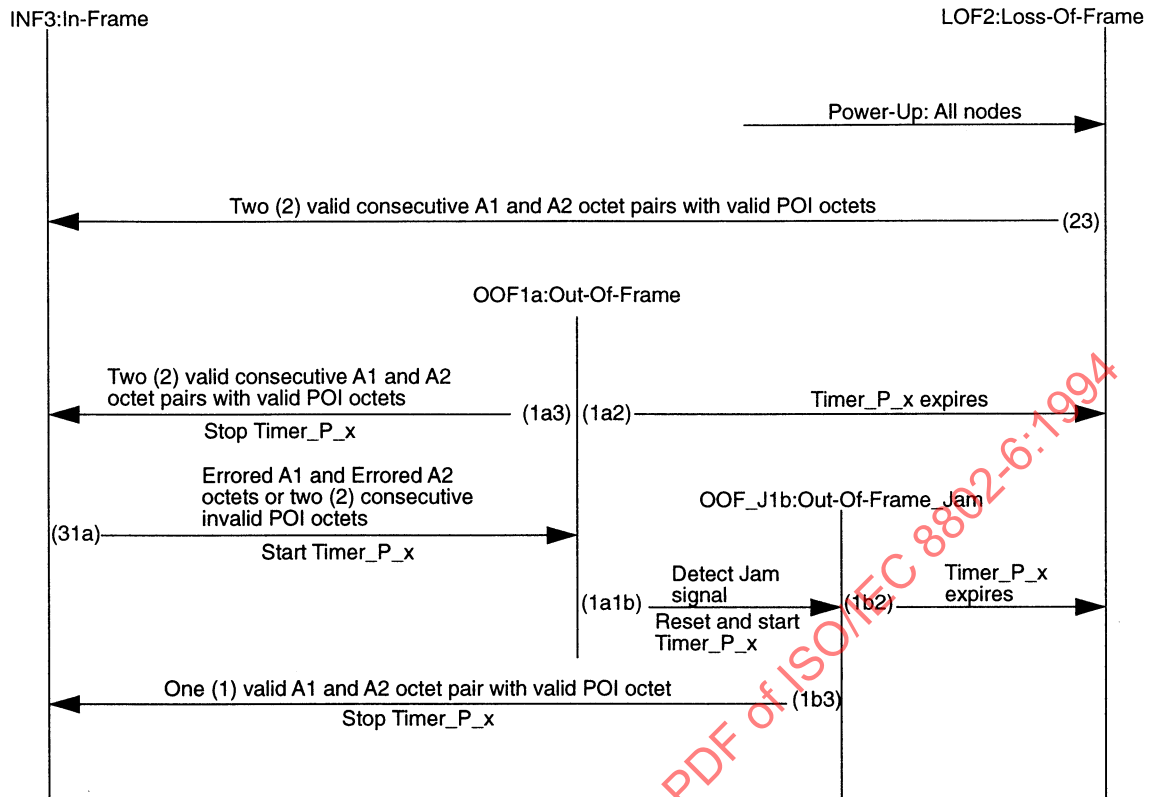 INF3:In-Frame
LOF2:Loss-Of-Frame
Power-Up: All nodes
Two (2) valid consecutive A1 and A2 octet pairs with valid POI octets
(23)
OOF1a:Out-Of-Frame
Two (2) valid consecutive A1 and A2
octet pairs with valid POI octets
(1a3)
(1a2)
Timer_P_x expires
Stop Timer_P_x
Errored A1 and Errored A2
octets or two (2) consecutive
invalid POI octets
(31a)
Start Timer_P_x
OOF_J1b:Out-Of-Frame_Jam
Detect Jam
signal
(1a1b)
Reset and start
Timer_P_x
(1b2)
Timer_P_x
expires
One (1) valid A1 and A2 octet pair with valid POI octet
(1b3)
Stop Timer_P_x
PDF of ISO/IEC 8802-6:1994